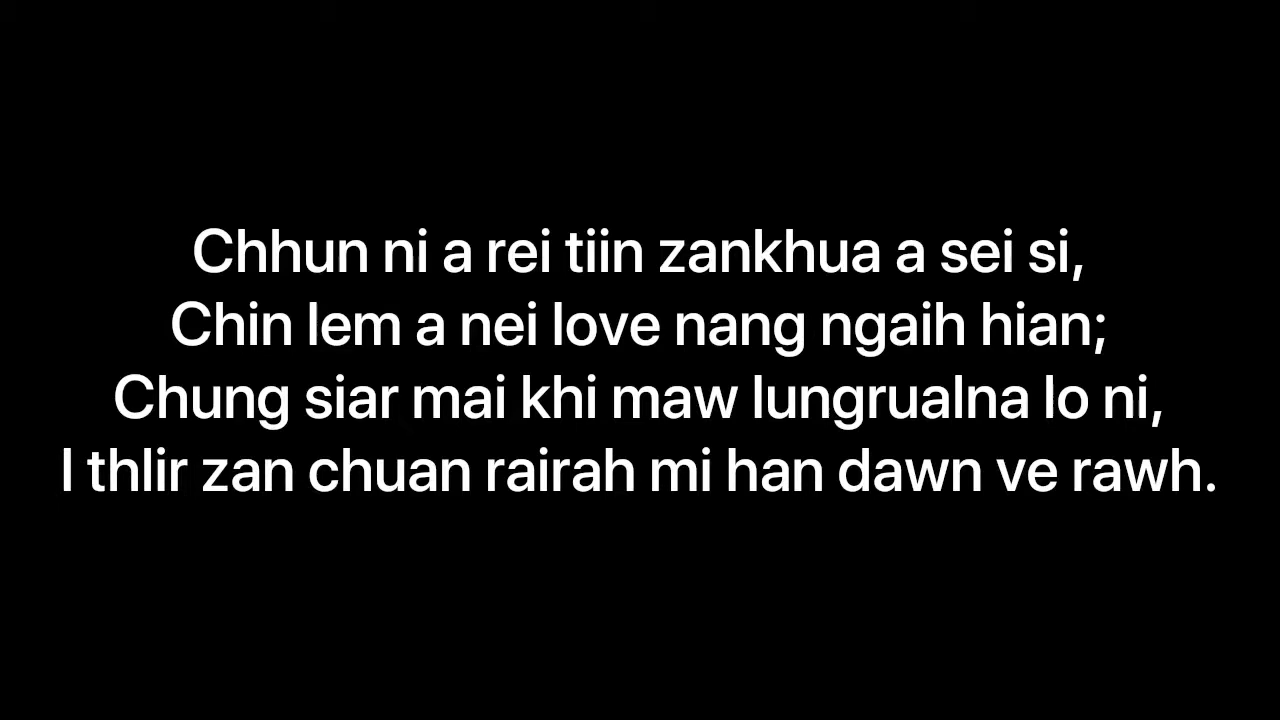 Chhun ni a rei tiin zankhua a sei si,
Chin lem a nei love nang ngaih hian;
Chung siar mai khi maw lungrualna lo ni,
I thlir zan chuan rairah mi han dawn ve rawh.